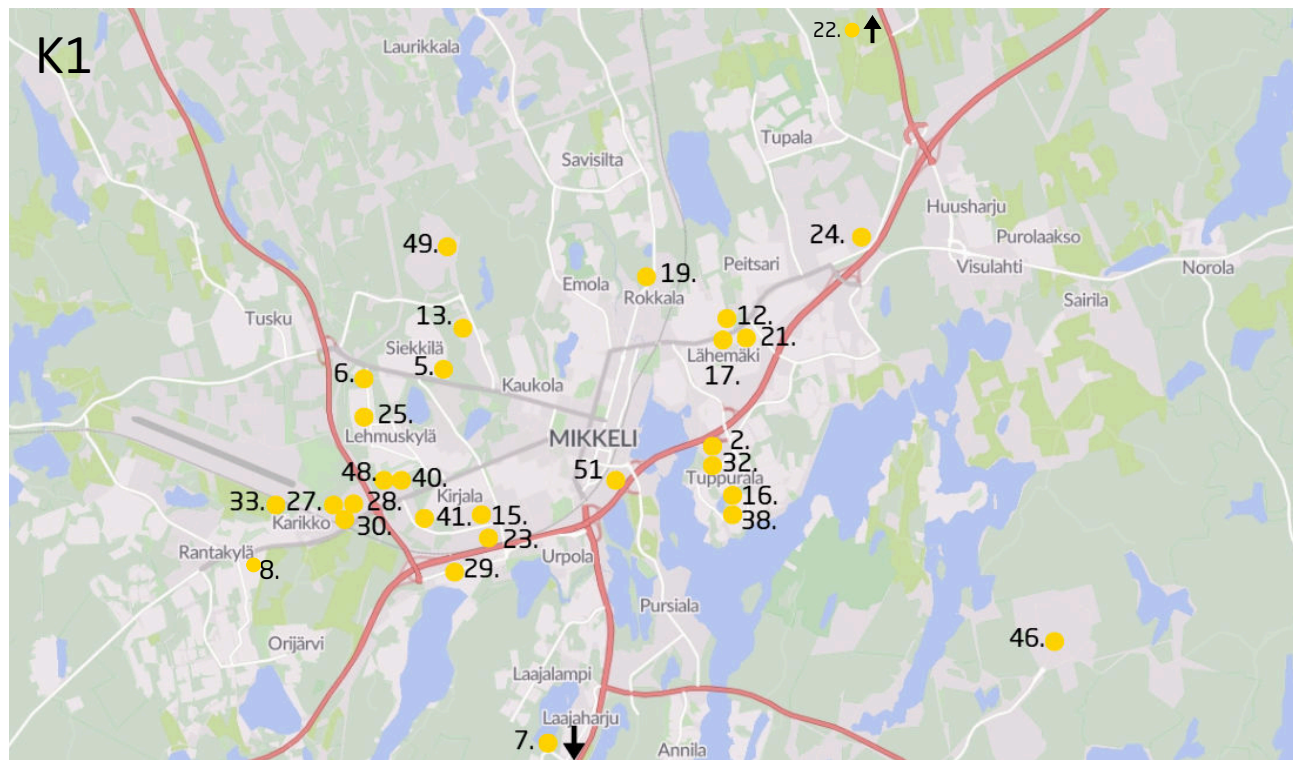 K1
22.
Laurikkala
Tupala
Savisilta
Huusharju
49.
24.
Purolaakso
Peitsari
Visulahti
Norola
19.
Emola
Rokkala
Sairila
Tusku
13.
12.
21.
Siekkilä
Lähemäki
5.
6.
17.
Kaukola
25.
Lehmuskylä
MIKKELI
2.
32.
48.
40.
51
Tuppurala
Kirjala
16.
33.
27.
28.
41.
15.
38.
Karikko
30.
23.
Rantakylä
8.
29.
Urpola
Pursiala
Orijärvi
46.
Laajalampi
Laajaharju
7.
Annila